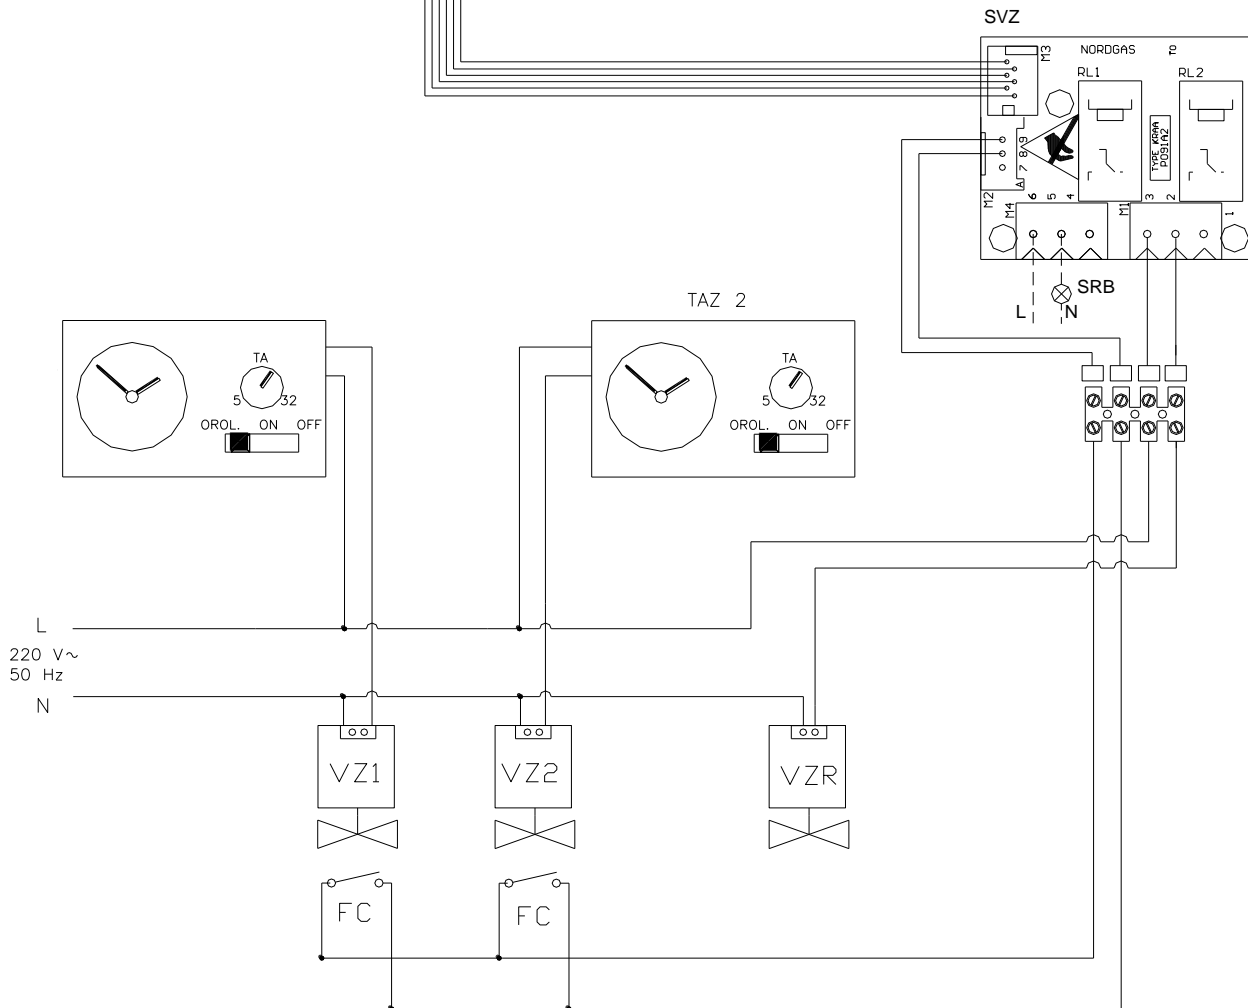 SVZ
NORDGAS
TO
M3
RL1
RL2
TYPE KRAA
P091A2
9
8
7
A
M2
M4
6
5
4
M1
3
2
1
SRB
L
N
TAZ 2
TA
5
32
OROL.
ON
OFF
TA
5
32
OROL.
ON
OFF
L
220 V~
50 Hz
N
VZ1
VZ2
VZR
FC
FC